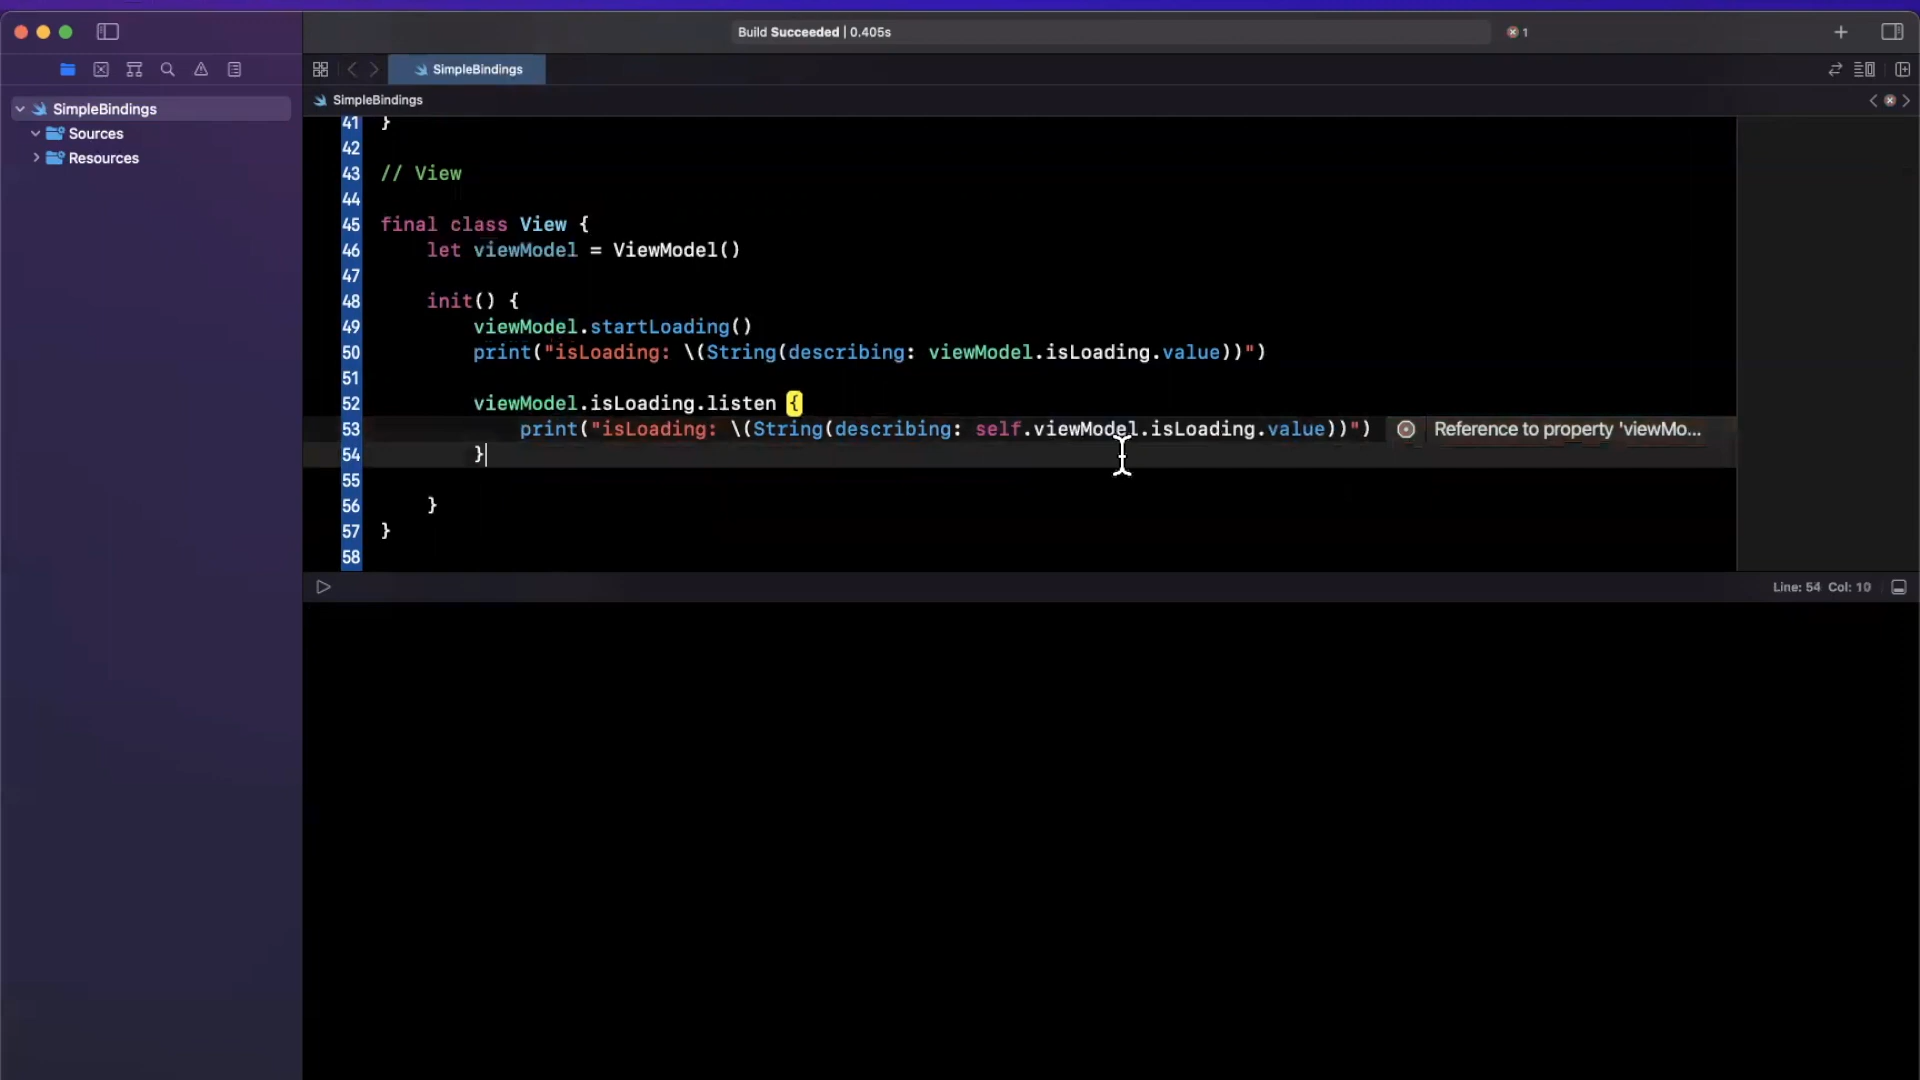 Build Succeeded | 0.405s
1
SimpleBindings
SimpleBindings
Sources
Resources
SimpleBindings
41 }
42
43 // View
44
45 final class View {
46 let viewModel = ViewModel()
47
48 init() {
49 viewModel.startLoading()
50 print("isLoading: \(String(describing: viewModel.isLoading.value))")
51
52 viewModel.isLoading.listen {
53 print("isLoading: \(String(describing: self.viewModel.isLoading.value))") Reference to property 'viewMo...
54 }
55
56 }
57 }
58
Line: 54 Col: 10